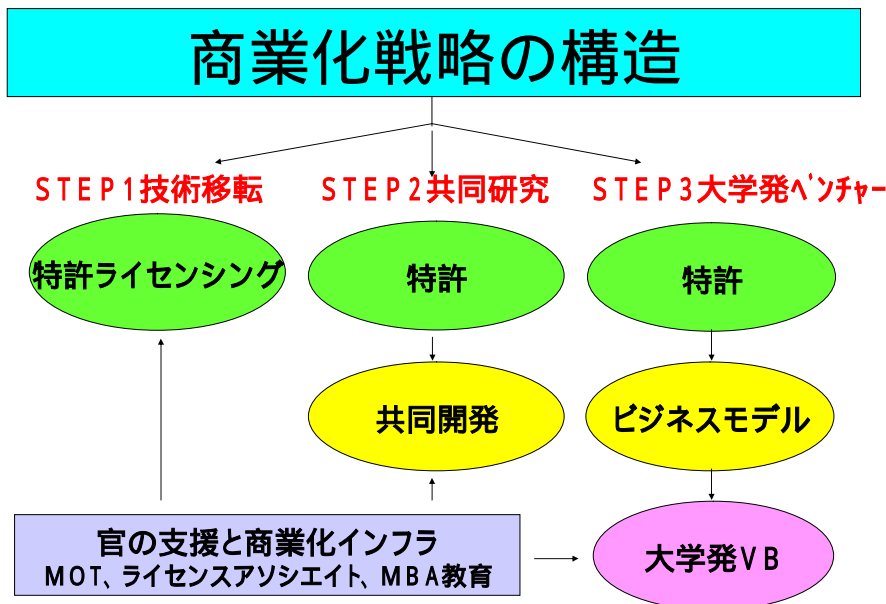 商業化戦略の構造
STEP1技術移転
STEP2共同研究
STEP3大学発ベンチャー
特許ライセンシング
特許
特許
共同開発
ビジネスモデル
官の支援と商業化インフラ
MOT、ライセンスアソシエイト、MBA教育
大学発VB